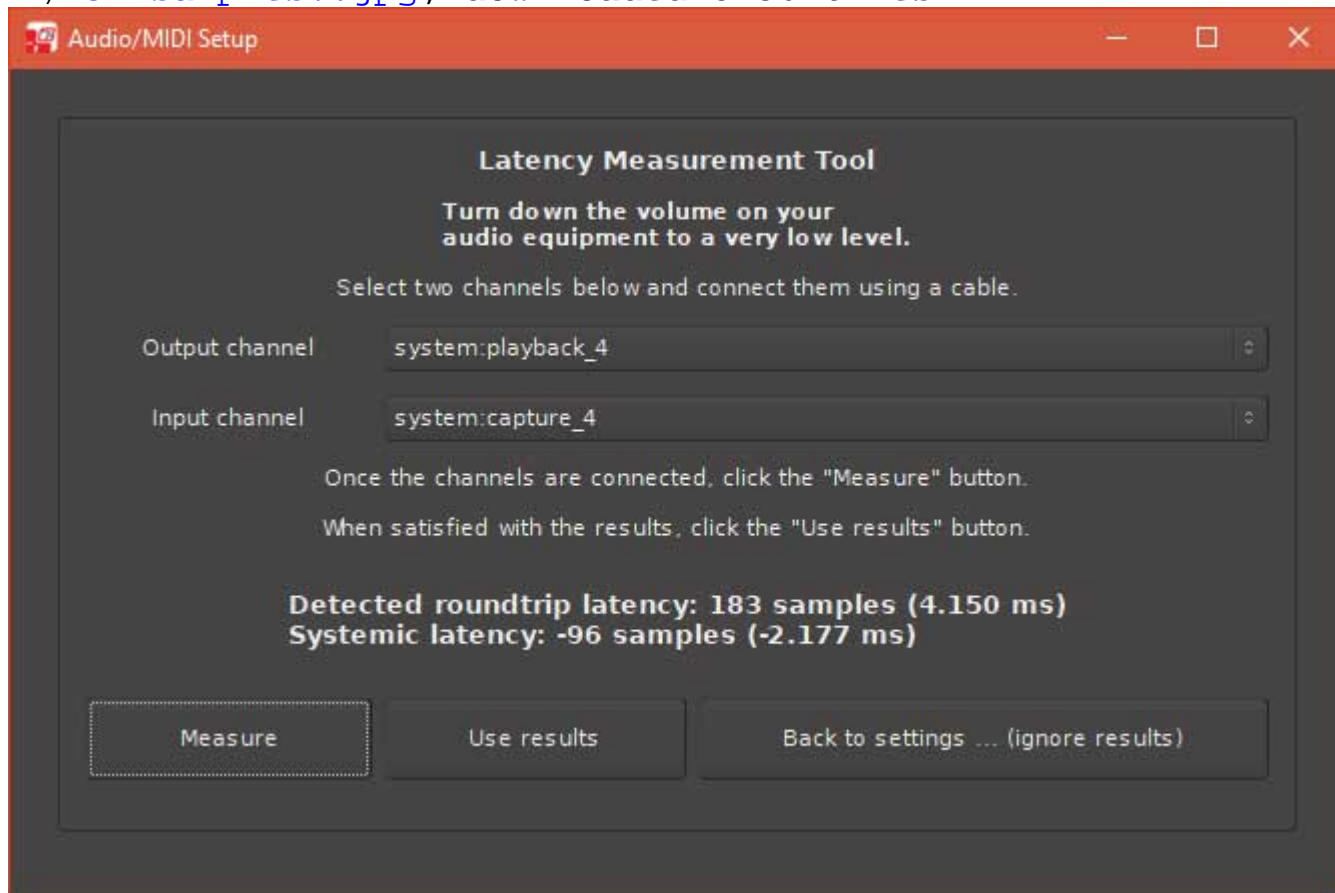 Audio/MIDI Setup
Latency Measurement Tool
Turn down the volume on your
audio equipment to a very low level.
Select two channels below and connect them using a cable.
Output channel system:playback_4
Input channel system:capture_4
Once the channels are connected, click the "Measure" button.
When satisfied with the results, click the "Use results" button.
Detected roundtrip latency: 183 samples (4.150 ms)
Systemic latency: -96 samples (-2.177 ms)
Measure Use results Back to settings ... (ignore results)